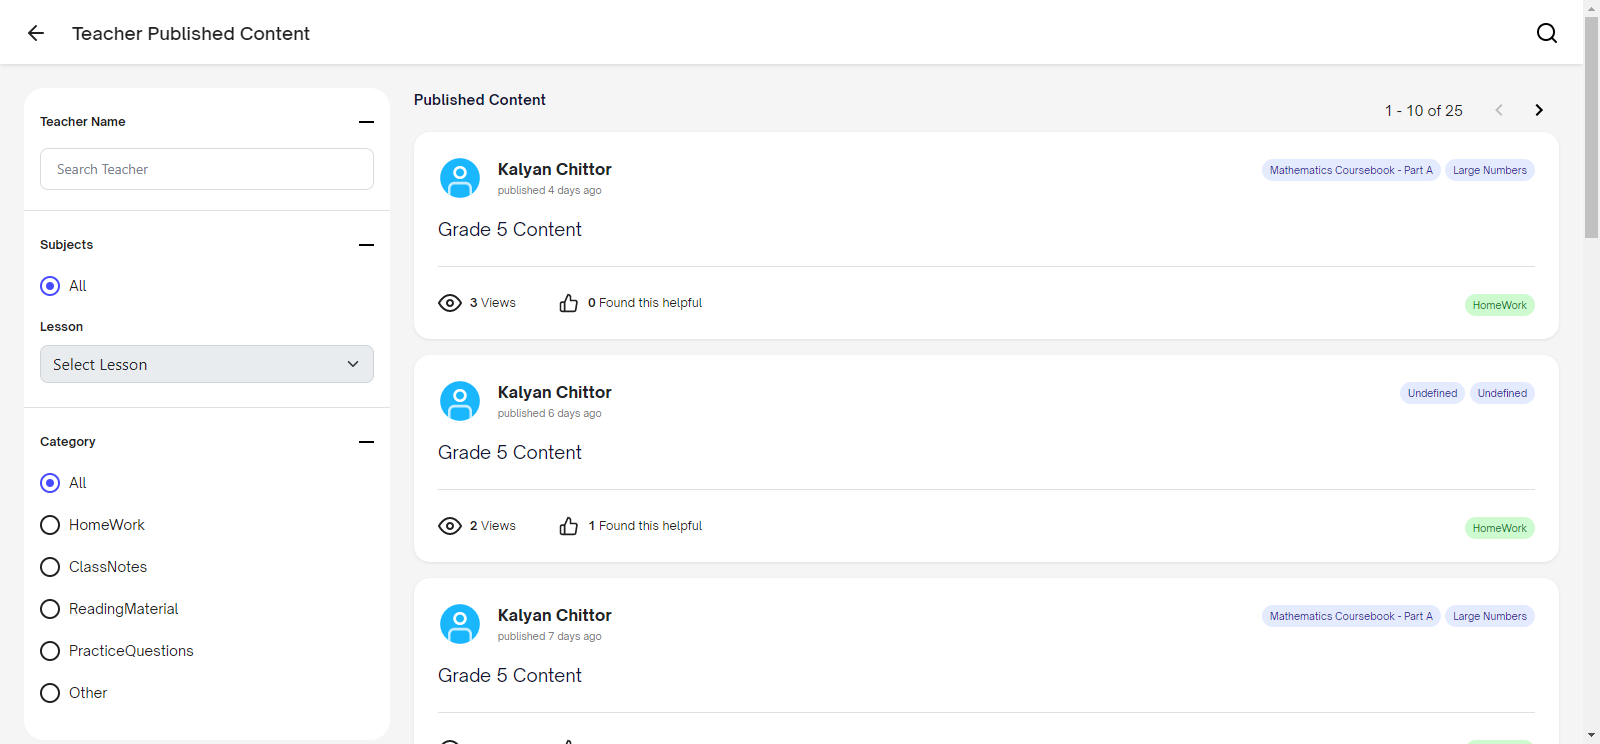 Teacher Published Content
Teacher Name
Search Teacher
Subjects
All
Lesson
Select Lesson
Category
All
HomeWork
ClassNotes
ReadingMaterial
PracticeQuestions
Other
Published Content
1 - 10 of 25
Kalyan Chittor
published 4 days ago
Mathematics Coursebook - Part A
Large Numbers
Grade 5 Content
3 Views
0 Found this helpful
HomeWork
Kalyan Chittor
published 6 days ago
Undefined
Undefined
Grade 5 Content
2 Views
1 Found this helpful
HomeWork
Kalyan Chittor
published 7 days ago
Mathematics Coursebook - Part A
Large Numbers
Grade 5 Content